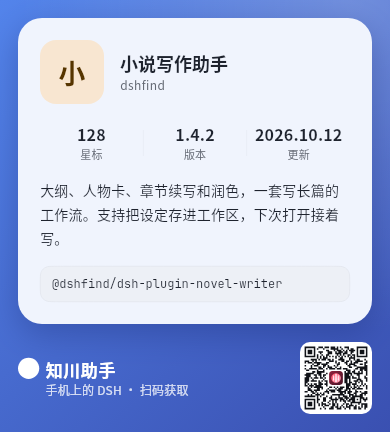 小
小说写作助手
dshfind
128
星标
1.4.2
版本
2026.10.12
更新
大纲、人物卡、章节续写和润色，一套写长篇的
工作流。支持把设定存进工作区，下次打开接着
写。
@dshfind/dsh-plugin-novel-writer
知川助手
手机上的 DSH · 扫码获取